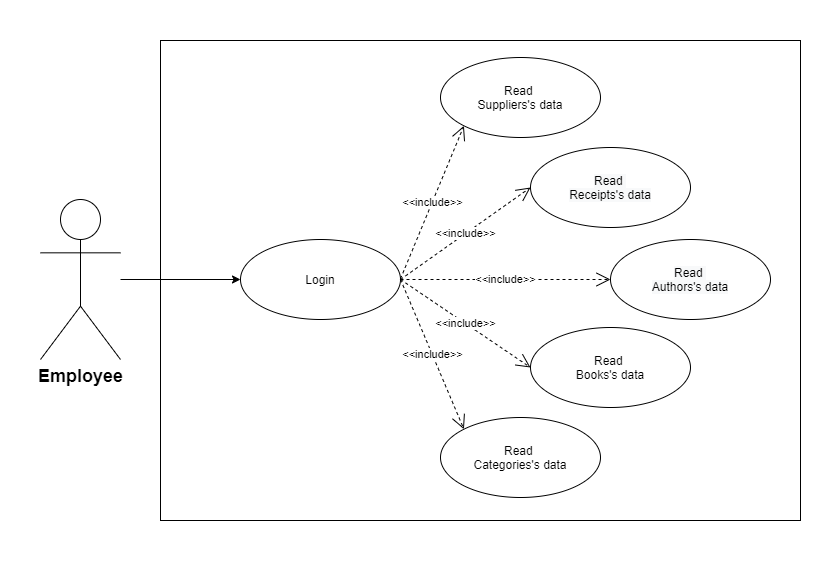 Read
Suppliers's data
<<include>>
Read
Receipts's data
<<include>>
Login
<<include>>
Read
Authors's data
<<include>>
Read
Books's data
<<include>>
Employee
Read
Categories's data